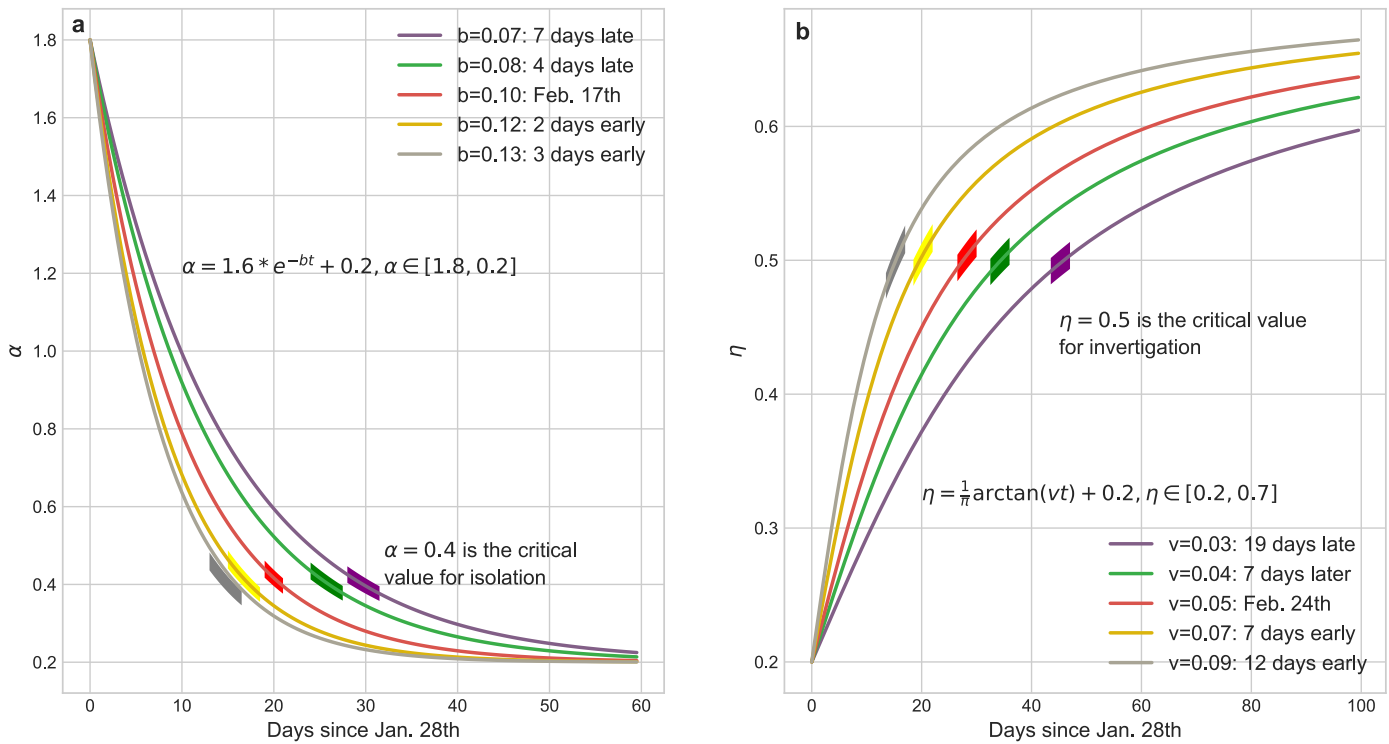 a
1.8
1.6
1.4
1.2
1.0
0.8
0.6
0.4
0.2
α
0 10 20 30 40 50 60
Days since Jan. 28th
b=0.07: 7 days late
b=0.08: 4 days late
b=0.10: Feb. 17th
b=0.12: 2 days early
b=0.13: 3 days early
α = 1.6 * e^{−bt} + 0.2, α ∈ [1.8, 0.2]
α = 0.4 is the critical
value for isolation
b
0.6
0.5
0.4
0.3
0.2
η
0 20 40 60 80 100
Days since Jan. 28th
η = 0.5 is the critical value
for invertigation
η = \frac{1}{π} arctan(vt) + 0.2, η ∈ [0.2, 0.7]
v=0.03: 19 days late
v=0.04: 7 days later
v=0.05: Feb. 24th
v=0.07: 7 days early
v=0.09: 12 days early